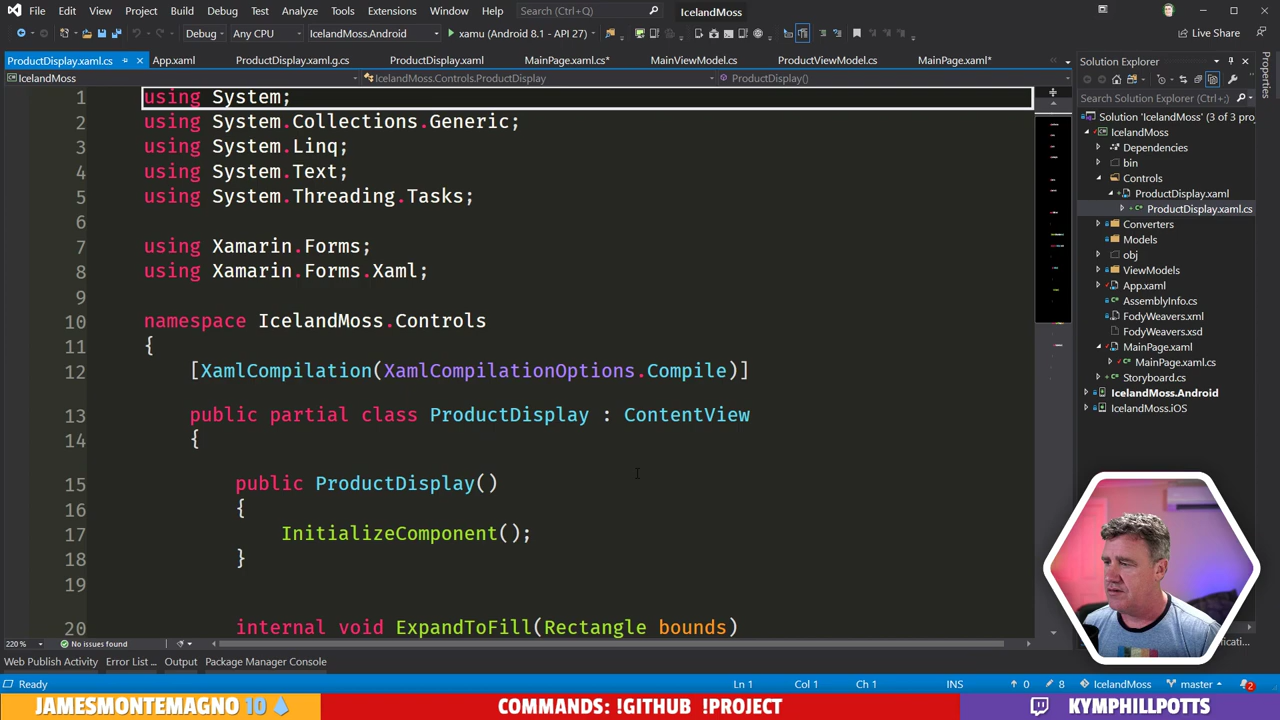 File Edit View Git Project Build Debug Test Analyze Tools Extensions Window Help Search (Ctrl+Q) IcelandMoss
Debug Any CPU IcelandMoss.Android xamu (Android 8.1 - API 27) Live Share
ProductDisplay.xaml.cs App.xaml ProductDisplay.xaml.g.cs ProductDisplay.xaml MainPage.xaml.cs* MainViewModel.cs ProductViewModel.cs MainPage.xaml*
IcelandMoss IcelandMoss.Controls.ProductDisplay ProductDisplay()
1 using System;
2 using System.Collections.Generic;
3 using System.Linq;
4 using System.Text;
5 using System.Threading.Tasks;
6
7 using Xamarin.Forms;
8 using Xamarin.Forms.Xaml;
9
10 namespace IcelandMoss.Controls
11 {
12 [XamlCompilation(XamlCompilationOptions.Compile)]
13 public partial class ProductDisplay : ContentView
14 {
15 public ProductDisplay()
16 {
17 InitializeComponent();
18 }
19
20 internal void ExpandToFill(Rectangle bounds)
Solution Explorer
Search Solution Explorer (Ctrl+;)
Solution 'IcelandMoss' (3 of 3 pro
IcelandMoss
Dependencies
bin
Controls
ProductDisplay.xaml
ProductDisplay.xaml.cs
Converters
Models
obj
ViewModels
App.xaml
AssemblyInfo.cs
FodyWeavers.xml
FodyWeavers.xsd
MainPage.xaml
MainPage.xaml.cs
Storyboard.cs
IcelandMoss.Android
IcelandMoss.iOS
Properties
220 % No issues found
Web Publish Activity Error List ... Output Package Manager Console
Ready Ln 1 Col 1 Ch 1 INS 0 8 IcelandMoss master 2
JAMESMONTEMAGNO 10 COMMANDS: !GITHUB !PROJECT KYMPHILLPOTTS